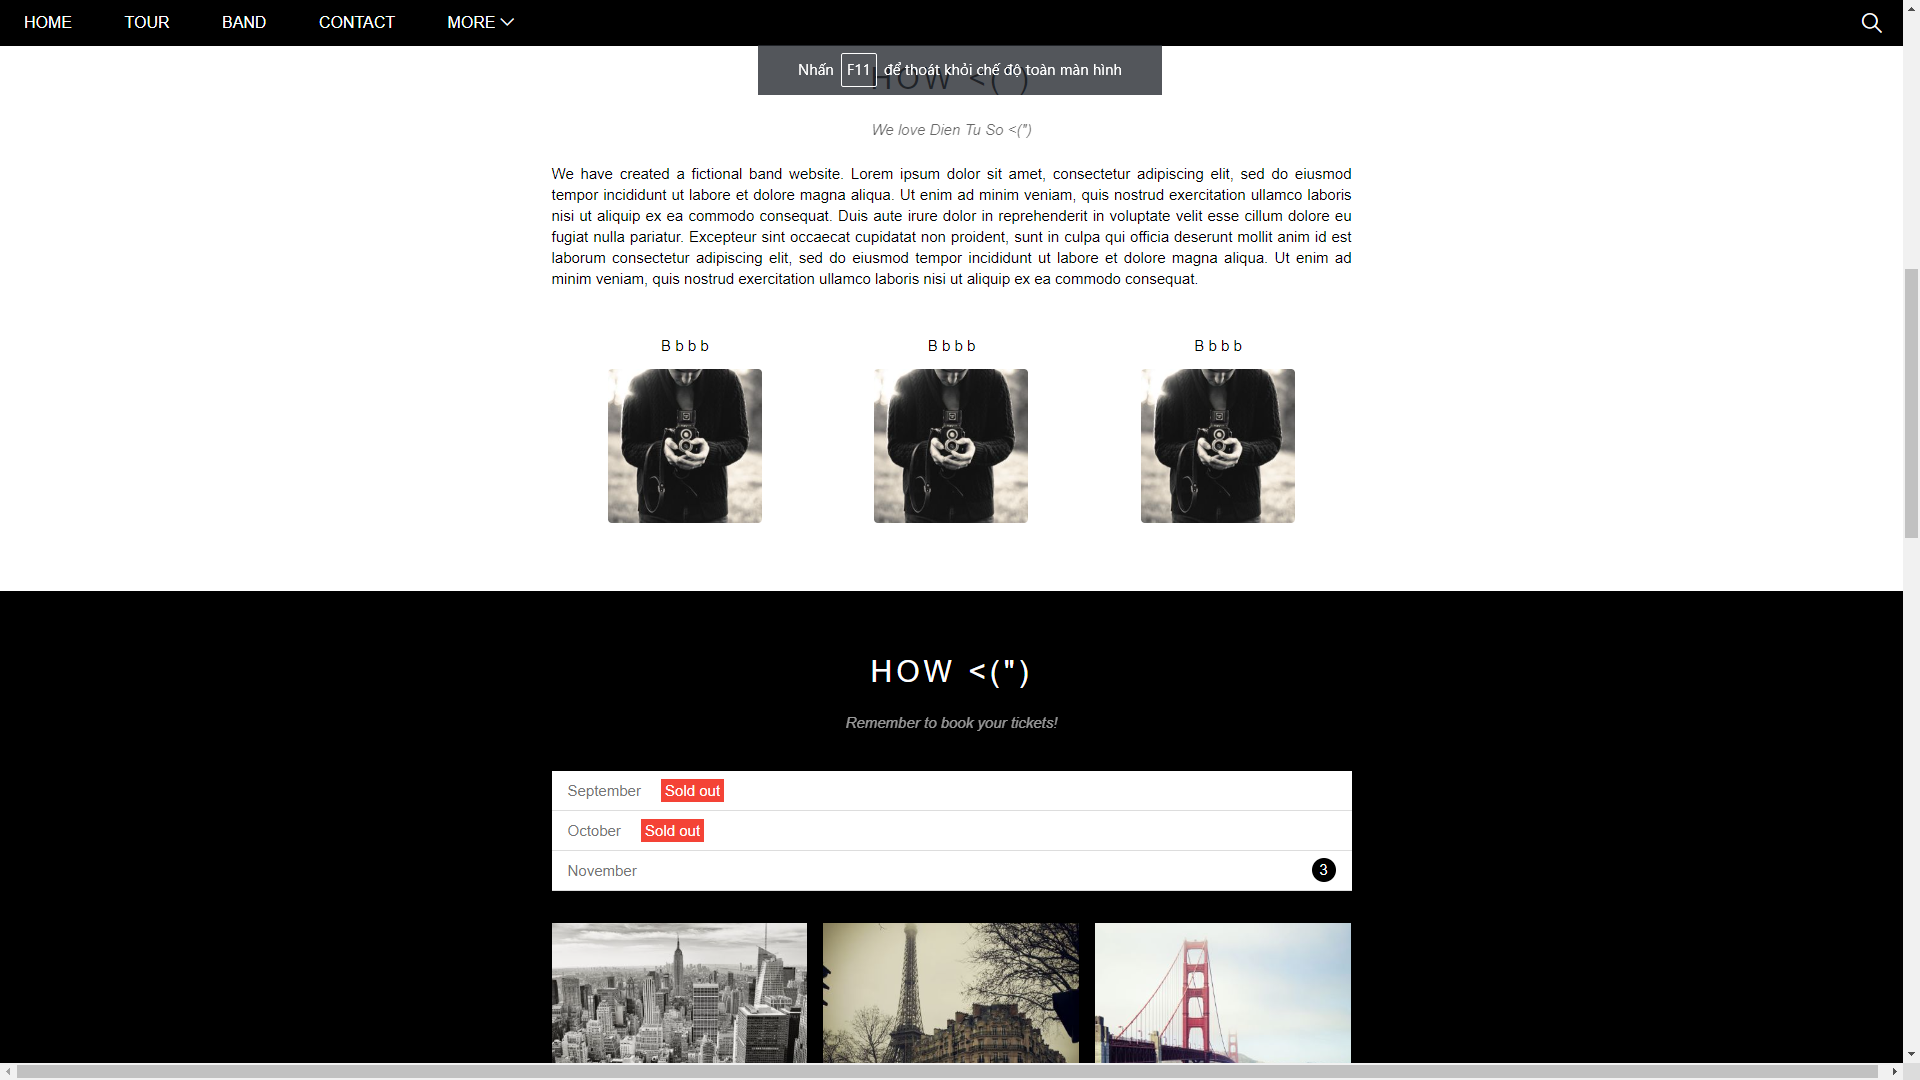 HOME TOUR BAND CONTACT MORE
Nhấn F11 để thoát khỏi chế độ toàn màn hình
HOW <(")
We love Dien Tu So <(")
We have created a fictional band website. Lorem ipsum dolor sit amet, consectetur adipiscing elit, sed do eiusmod
tempor incididunt ut labore et dolore magna aliqua. Ut enim ad minim veniam, quis nostrud exercitation ullamco laboris
nisi ut aliquip ex ea commodo consequat. Duis aute irure dolor in reprehenderit in voluptate velit esse cillum dolore eu
fugiat nulla pariatur. Excepteur sint occaecat cupidatat non proident, sunt in culpa qui officia deserunt mollit anim id est
laborum consectetur adipiscing elit, sed do eiusmod tempor incididunt ut labore et dolore magna aliqua. Ut enim ad
minim veniam, quis nostrud exercitation ullamco laboris nisi ut aliquip ex ea commodo consequat.
B b b b B b b b B b b b
HOW <(")
Remember to book your tickets!
September Sold out
October Sold out
November 3